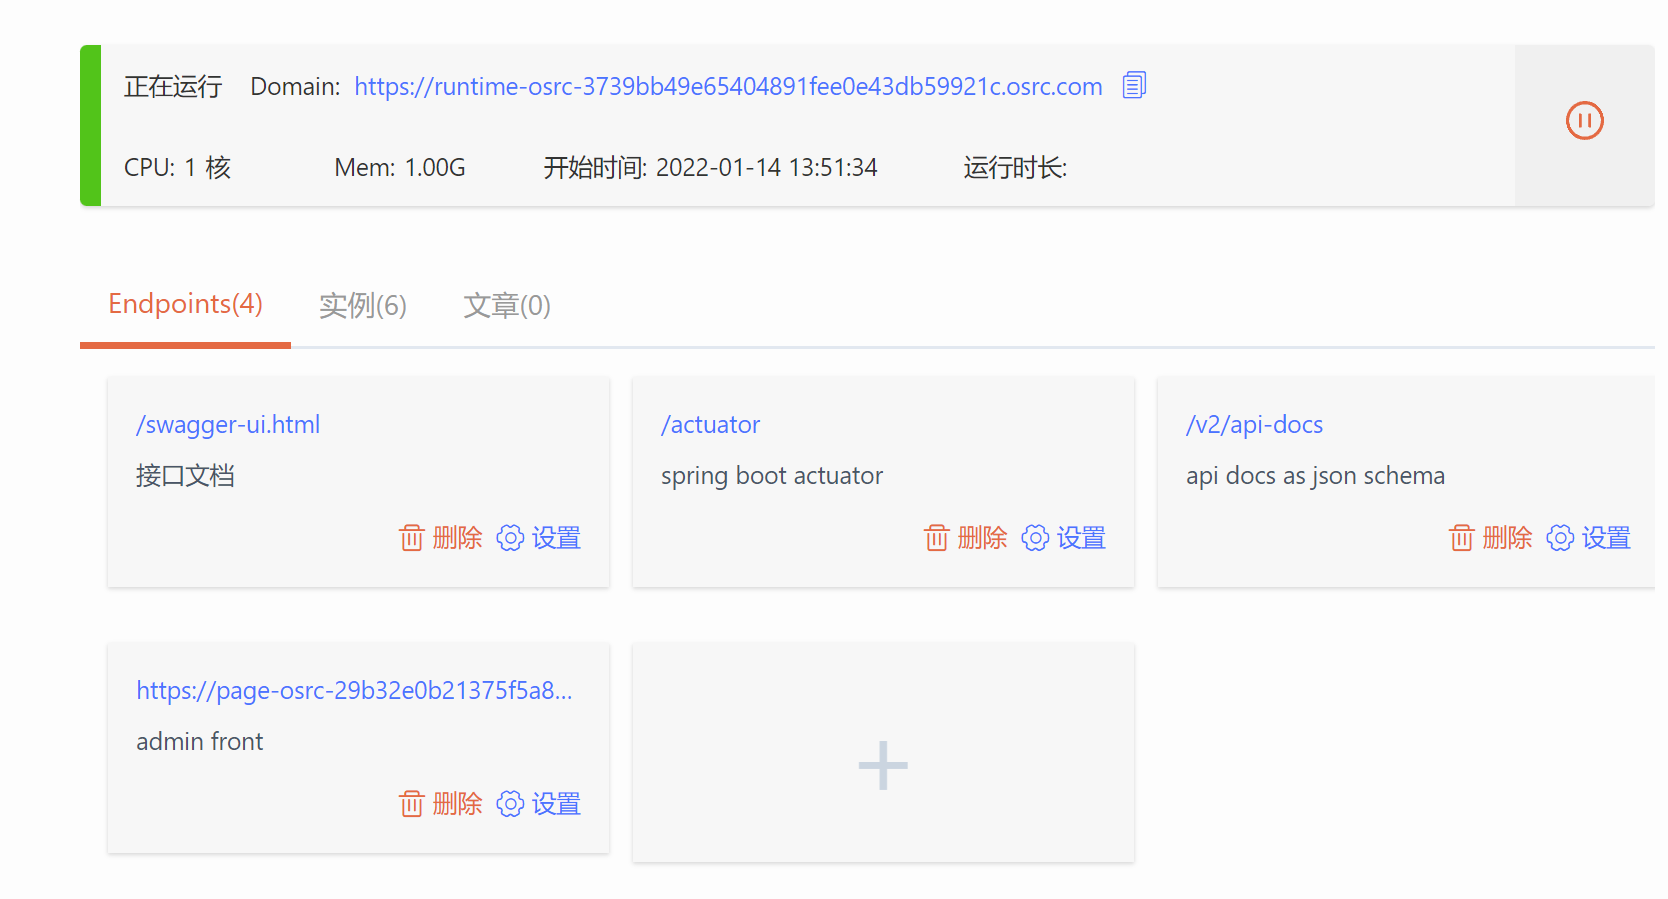 正在运行 Domain: https://runtime-osrc-3739bb49e65404891fee0e43db59921c.osrc.com
CPU: 1 核 Mem: 1.00G 开始时间: 2022-01-14 13:51:34 运行时长:
Endpoints(4) 实例(6) 文章(0)
/swagger-ui.html
接口文档
删除 设置
/actuator
spring boot actuator
删除 设置
/v2/api-docs
api docs as json schema
删除 设置
https://page-osrc-29b32e0b21375f5a8...
admin front
删除 设置